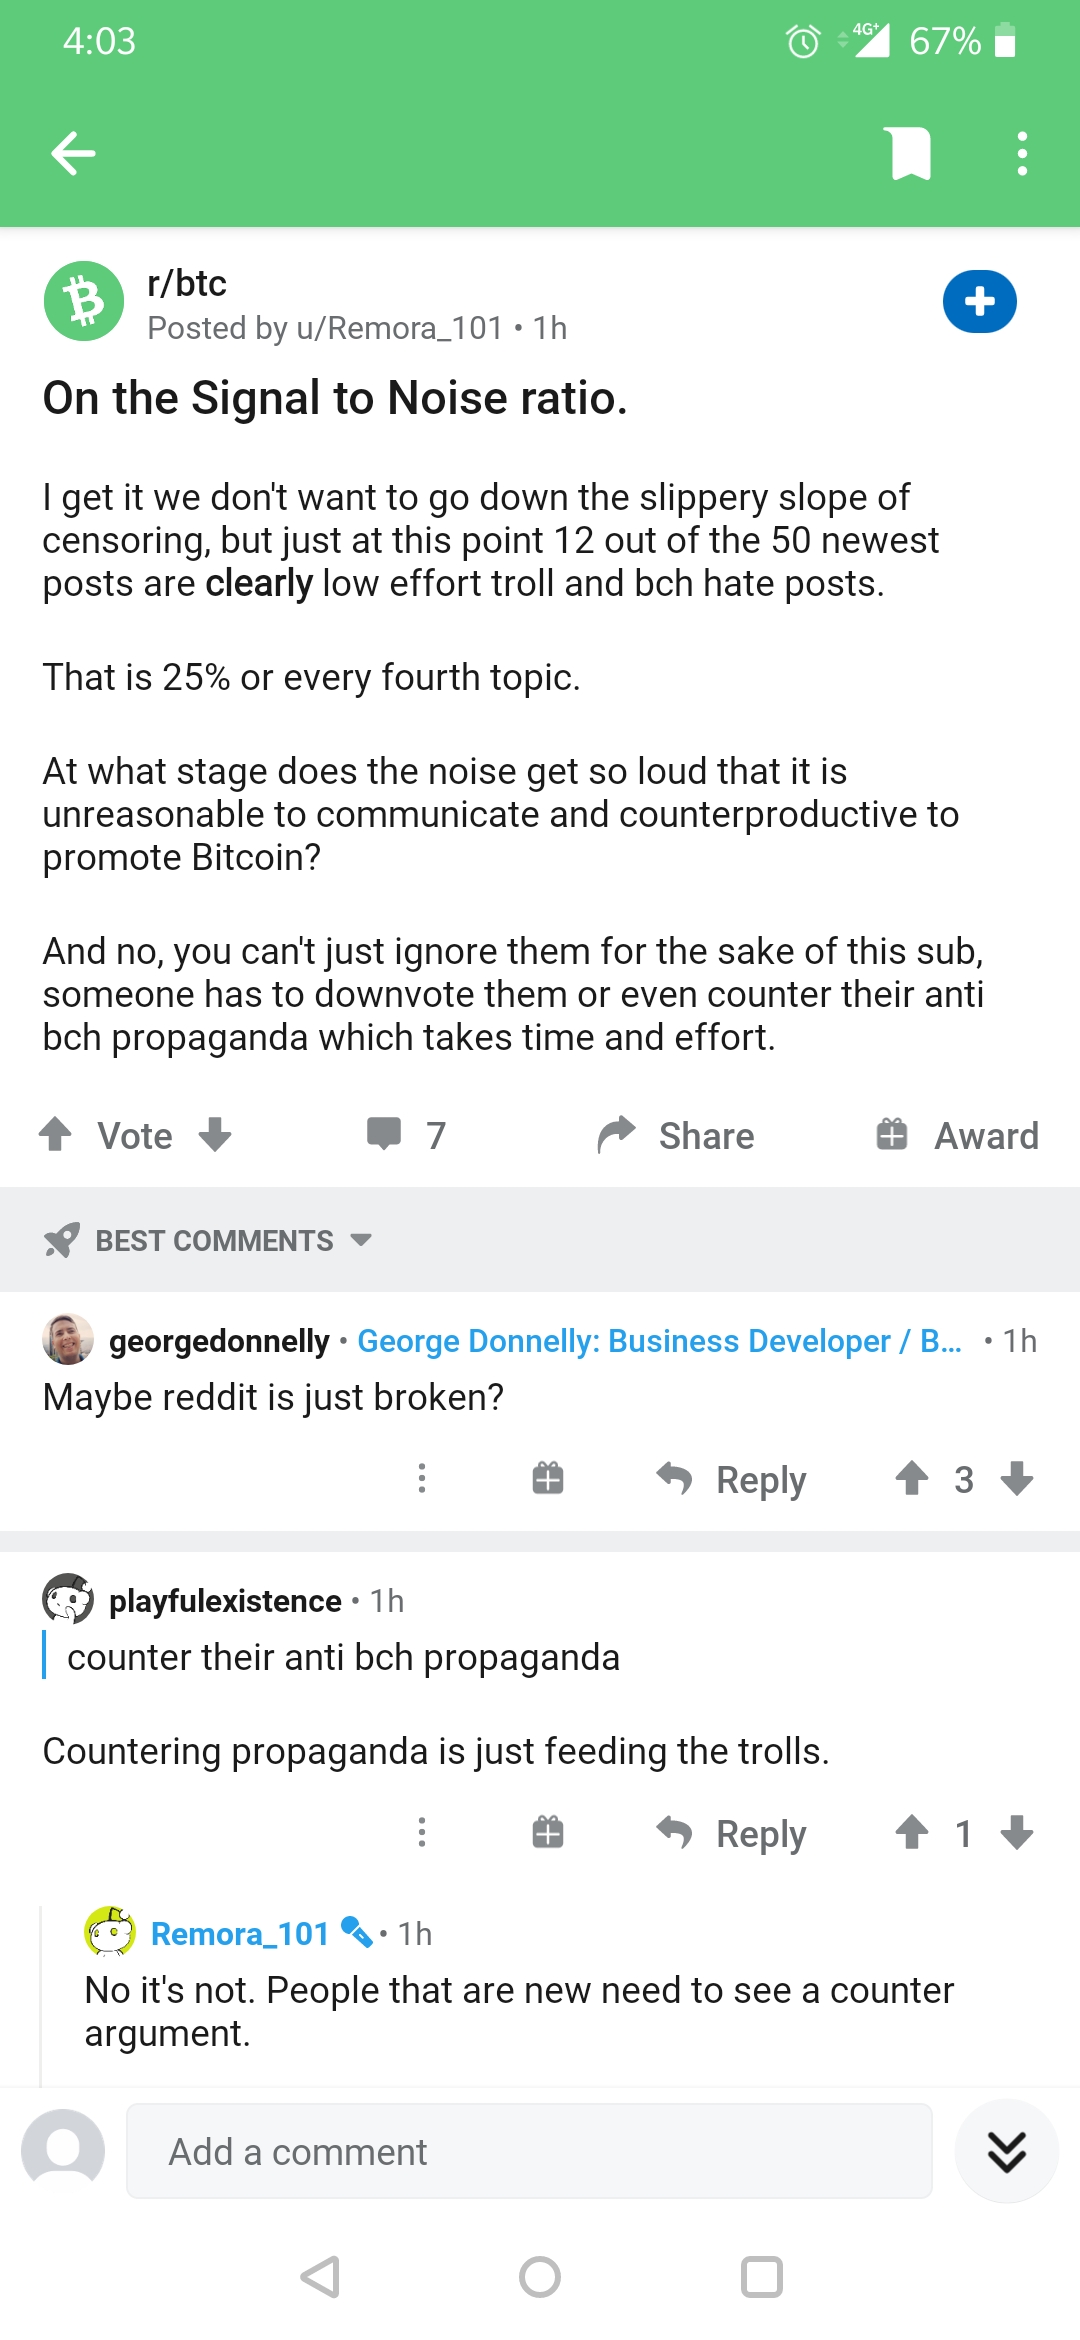 4:03
4G+ 67%
r/btc
Posted by u/Remora_101 • 1h
On the Signal to Noise ratio.
I get it we don't want to go down the slippery slope of
censoring, but just at this point 12 out of the 50 newest
posts are clearly low effort troll and bch hate posts.
That is 25% or every fourth topic.
At what stage does the noise get so loud that it is
unreasonable to communicate and counterproductive to
promote Bitcoin?
And no, you can't just ignore them for the sake of this sub,
someone has to downvote them or even counter their anti
bch propaganda which takes time and effort.
Vote 7 Share Award
BEST COMMENTS
georgedonnelly • George Donnelly: Business Developer / B... • 1h
Maybe reddit is just broken?
Reply 3
playfulexistence • 1h
counter their anti bch propaganda
Countering propaganda is just feeding the trolls.
Reply 1
Remora_101 • 1h
No it's not. People that are new need to see a counter
argument.
Add a comment